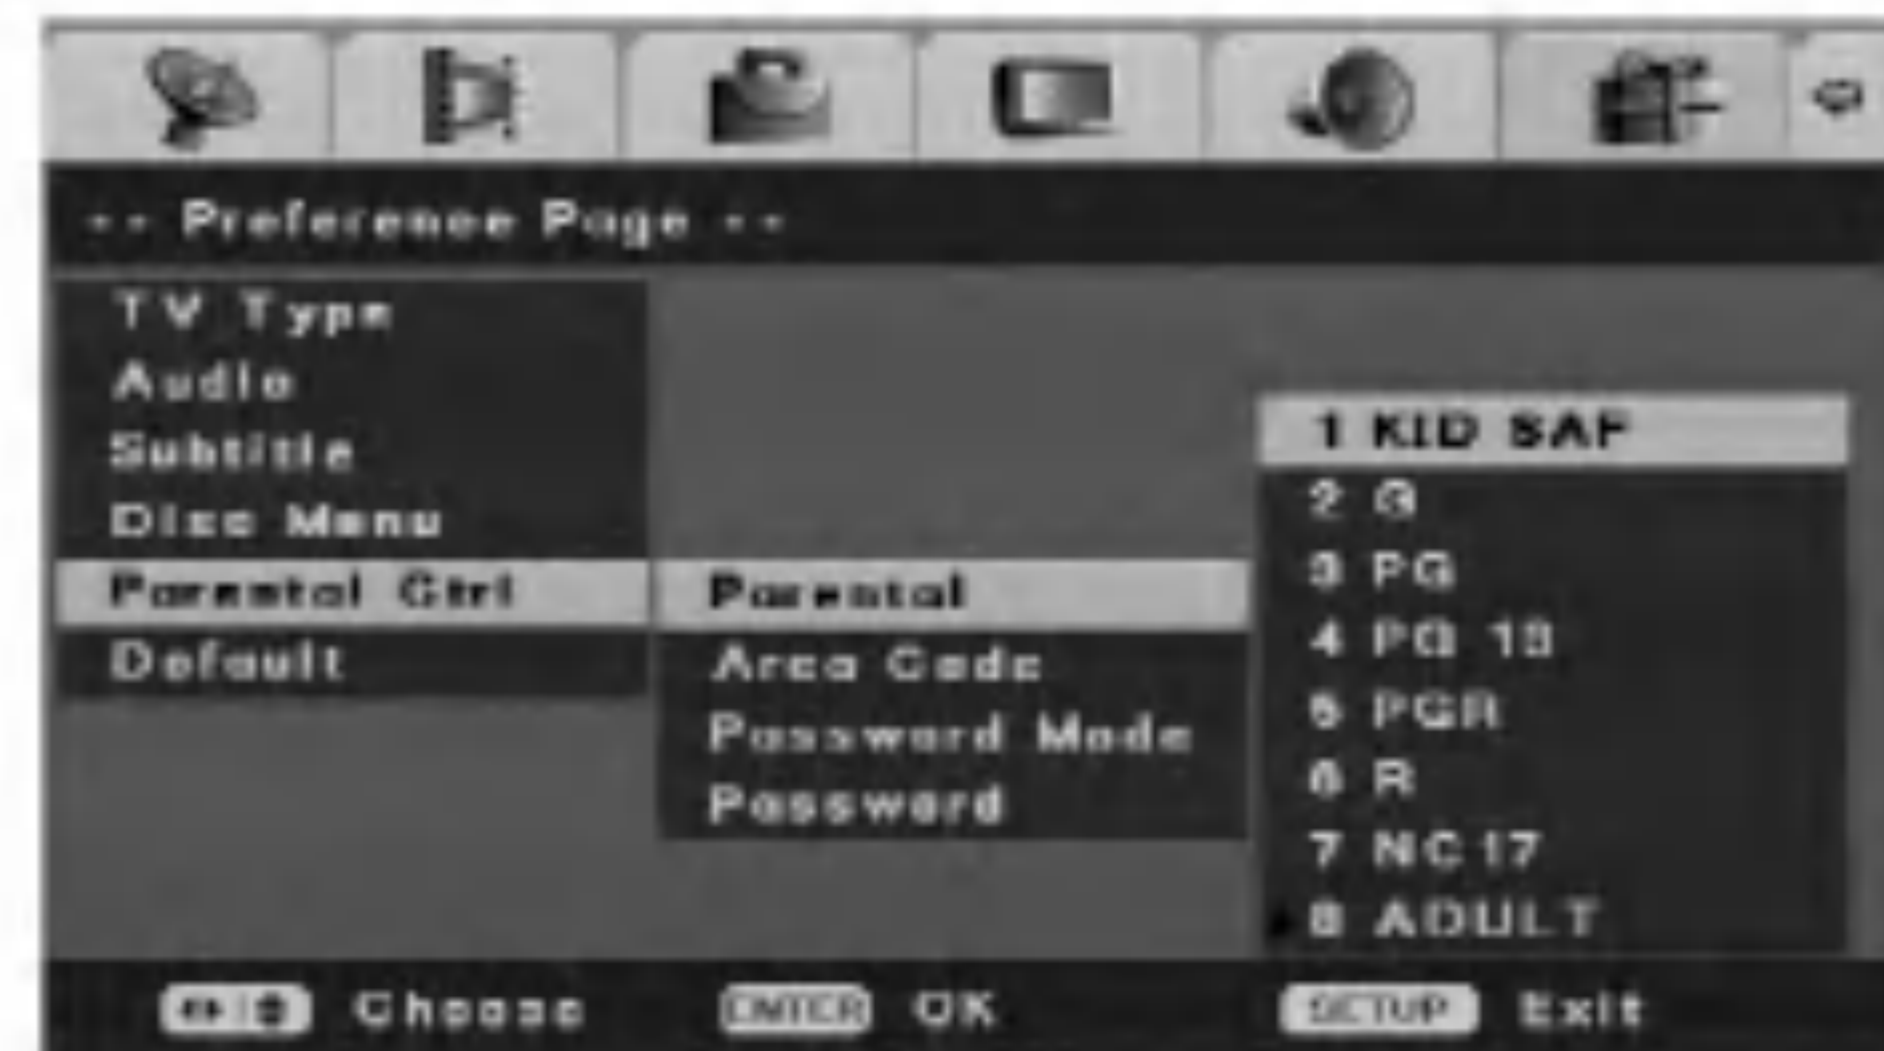 -- Preference Page --
TV Type
Audio
Subtitle
Disc Menu
Parental Ctrl
Default
Parental
Area Code
Password Mode
Password
1 KID SAF
2 G
3 PG
4 PG 13
5 PGR
6 R
7 NC17
8 ADULT
Choose
ENTER OK
SETUP Exit